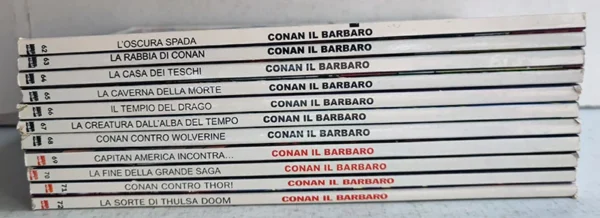 62 L'OSCURA SPADA CONAN IL BARBARO
63 LA RABBIA DI CONAN CONAN IL BARBARO
64 LA CASA DEI TESCHI CONAN IL BARBARO
65 LA CAVERNA DELLA MORTE CONAN IL BARBARO
66 IL TEMPIO DEL DRAGO CONAN IL BARBARO
67 LA CREATURA DALL'ALBA DEL TEMPO CONAN IL BARBARO
68 CONAN CONTRO WOLVERINE CONAN IL BARBARO
69 CAPITAN AMERICA INCONTRA... CONAN IL BARBARO
70 LA FINE DELLA GRANDE SAGA CONAN IL BARBARO
71 CONAN CONTRO THOR! CONAN IL BARBARO
72 LA SORTE DI THULSA DOOM CONAN IL BARBARO